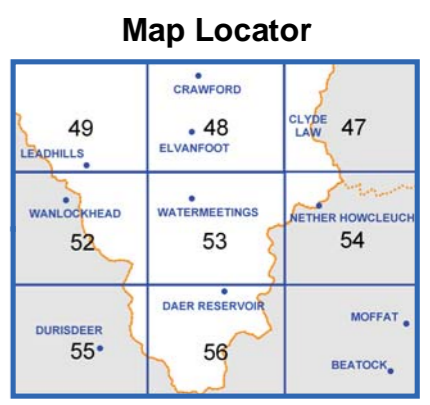 Map Locator
CRAWFORD
49
48
CLYDE
LAW
47
LEADHILLS
ELVANFOOT
WANLOCKHEAD
WATERMEETINGS
NETHER HOWCLEUCH
52
53
54
DAER RESERVOIR
MOFFAT
DURISDEER
55
56
BEATOCK